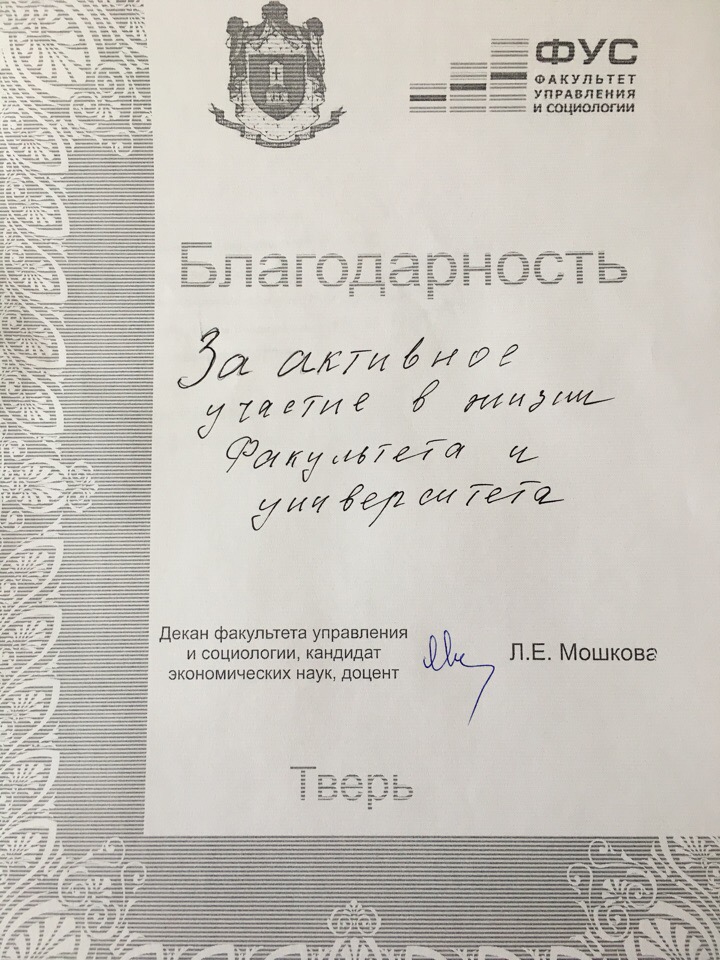 ФУС
ФАКУЛЬТЕТ
УПРАВЛЕНИЯ
И СОЦИОЛОГИИ
Благодарность
За активное
участие в жизни
Факультета и
университета
Декан факультета управления
и социологии, кандидат
экономических наук, доцент
Л.Е. Мошкова
Тверь